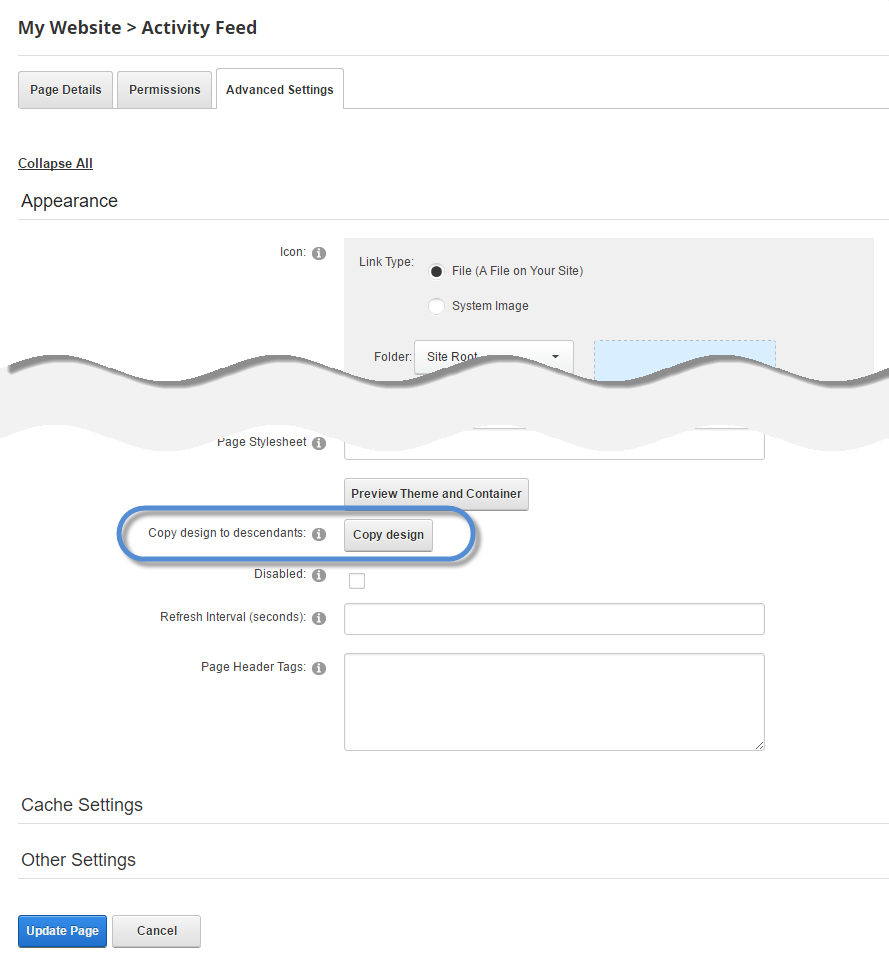 My Website > Activity Feed
Page Details Permissions Advanced Settings
Collapse All
Appearance
Icon:
Link Type:
File (A File on Your Site)
System Image
Folder: Site Root
Page Stylesheet
Preview Theme and Container
Copy design to descendants: Copy design
Disabled:
Refresh Interval (seconds):
Page Header Tags:
Cache Settings
Other Settings
Update Page Cancel